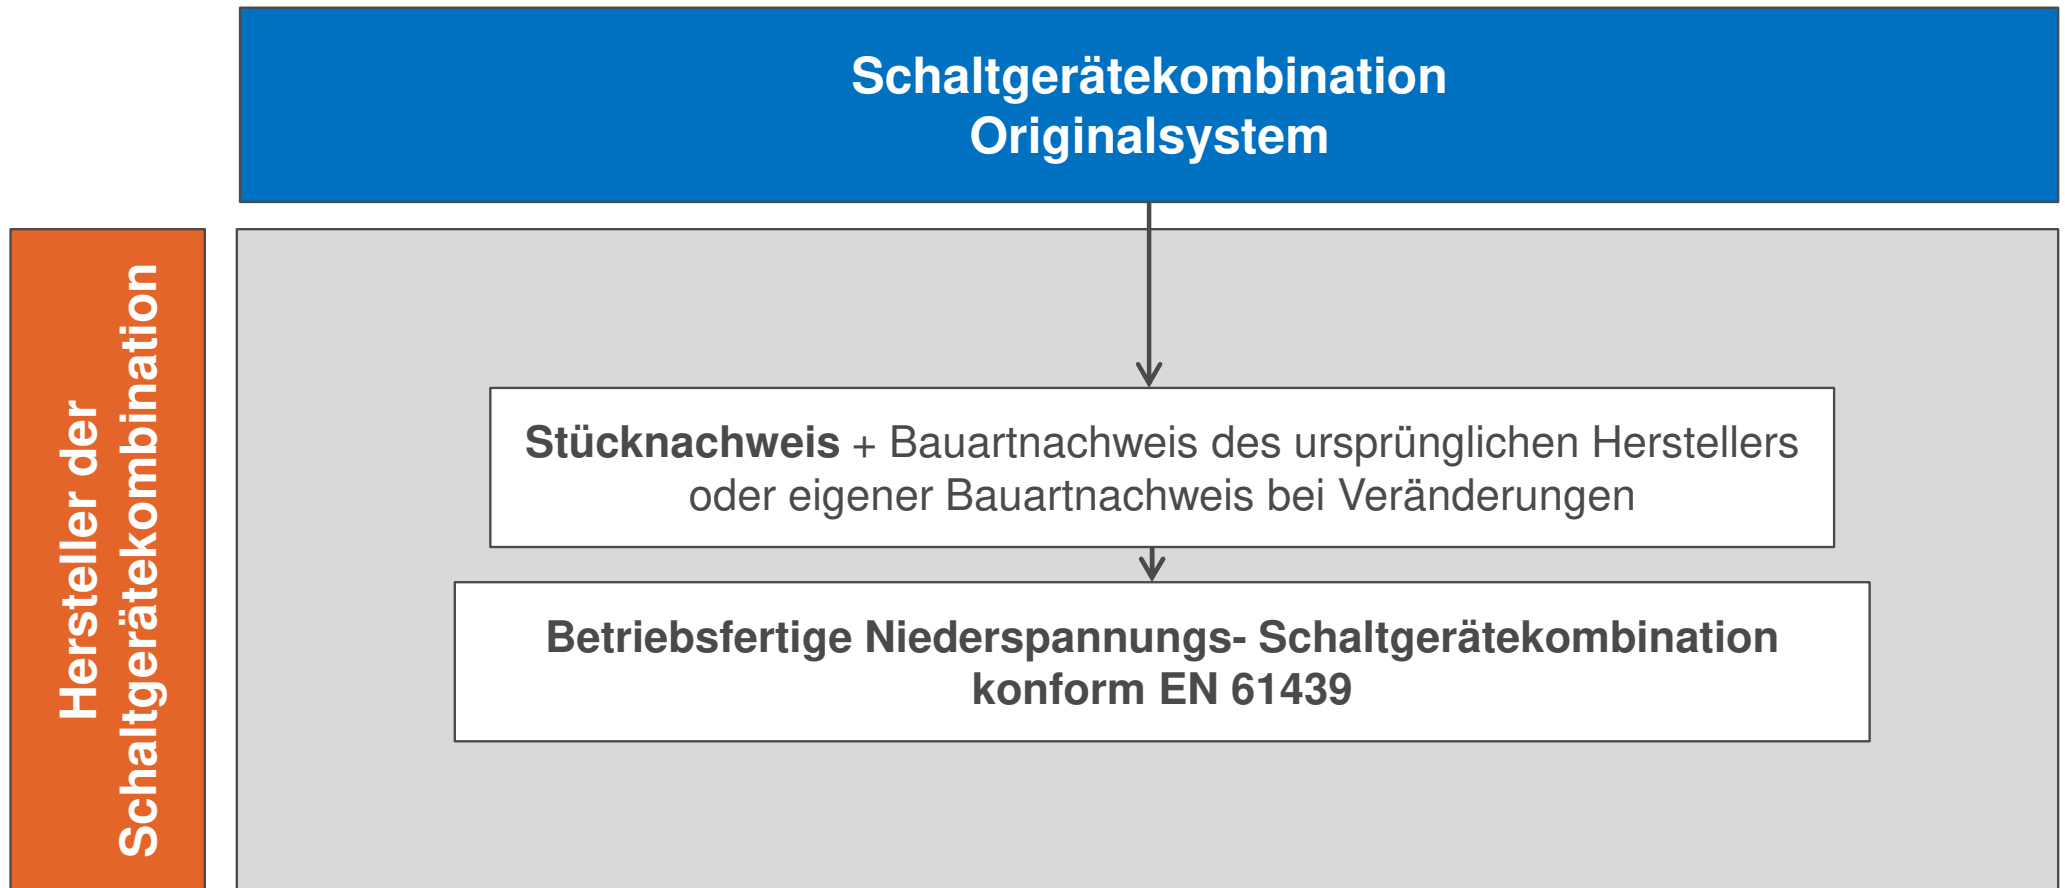 Schaltgerätekombination
Originalsystem
Hersteller der
Schaltgerätekombination
Stücknachweis + Bauartnachweis des ursprünglichen Herstellers
oder eigener Bauartnachweis bei Veränderungen
Betriebsfertige Niederspannungs- Schaltgerätekombination
konform EN 61439